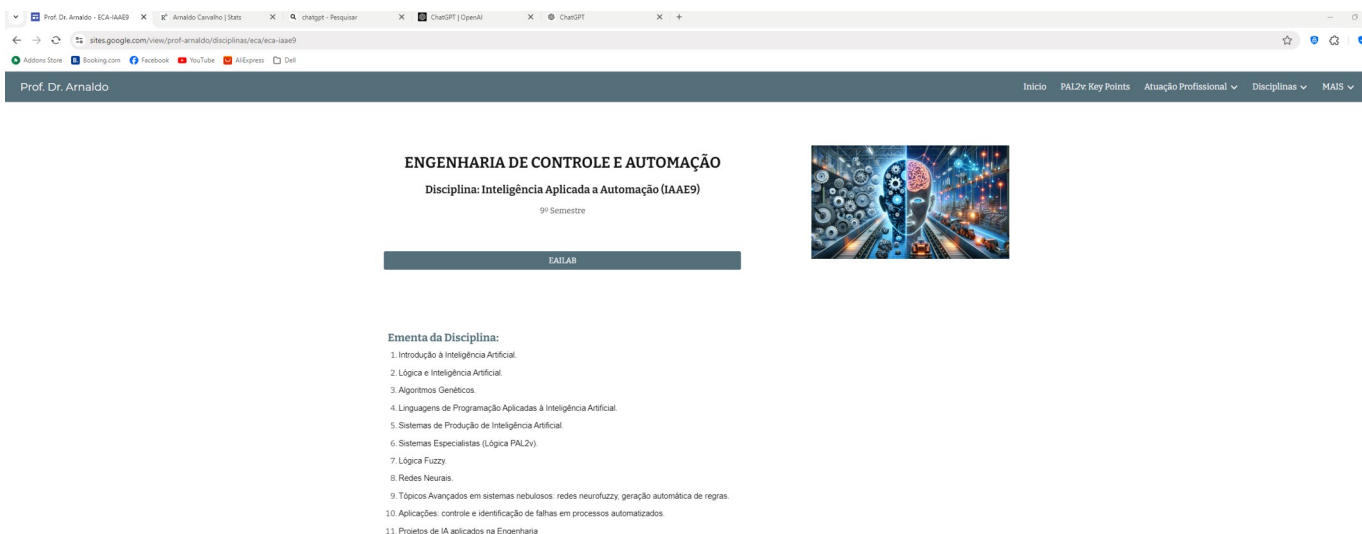 Prof. Dr. Arnaldo - ECA-IAAE9
Arnaldo Carvalho | Stats
chatgpt - Pesquisar
ChatGPT | OpenAI
ChatGPT
sites.google.com/view/prof-arnaldo/disciplinas/eca/eca-iaae9
Addons Store Booking.com Facebook YouTube AliExpress Dell
Prof. Dr. Arnaldo
Início PAL2v: Key Points Atuação Profissional Disciplinas MAIS
ENGENHARIA DE CONTROLE E AUTOMAÇÃO
Disciplina: Inteligência Aplicada a Automação (IAAE9)
9º Semestre
EAILAB
Ementa da Disciplina:
1. Introdução à Inteligência Artificial.
2. Lógica e Inteligência Artificial.
3. Algoritmos Genéticos.
4. Linguagens de Programação Aplicadas à Inteligência Artificial.
5. Sistemas de Produção de Inteligência Artificial.
6. Sistemas Especialistas (Lógica PAL2v).
7. Lógica Fuzzy.
8. Redes Neurais.
9. Tópicos Avançados em sistemas nebulosos: redes neurofuzzy, geração automática de regras.
10. Aplicações: controle e identificação de falhas em processos automatizados.
11. Projetos de IA aplicados na Engenharia